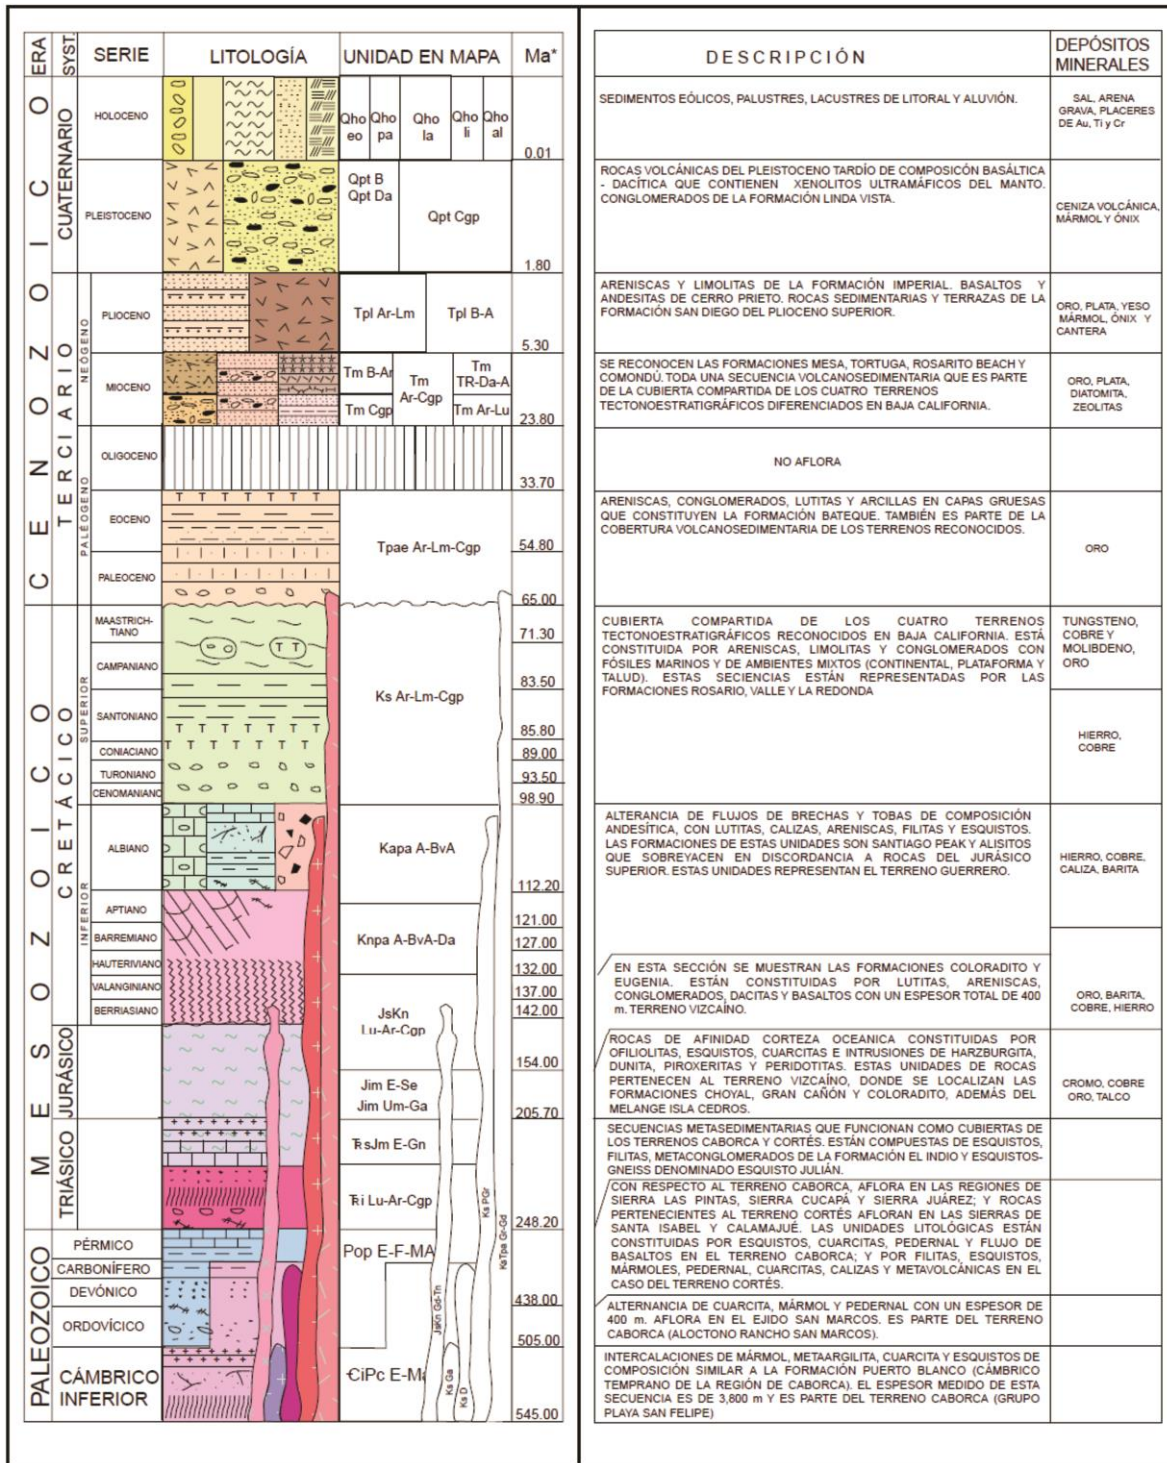 ERA
SYST.
SERIE
LITOLOGÍA
UNIDAD EN MAPA
Ma*
DESCRIPCIÓN
DEPÓSITOS
MINERALES
CENOZOICO
CUATERNARIO
HOLOCENO
Qho
eo
Qho
pa
Qho
la
Qho
li
Qho
al
0.01
SEDIMENTOS EÓLICOS, PALUSTRES, LACUSTRES DE LITORAL Y ALUVIÓN.
SAL, ARENA
GRAVA, PLACERES
DE Au, Ti y Cr
PLEISTOCENO
Qpt B
Qpt Da
Qpt Cgp
1.80
ROCAS VOLCÁNICAS DEL PLEISTOCENO TARDÍO DE COMPOSICÓN BASÁLTICA
- DACÍTICA QUE CONTIENEN XENOLITOS ULTRAMÁFICOS DEL MANTO.
CONGLOMERADOS DE LA FORMACIÓN LINDA VISTA.
CENIZA VOLCÁNICA,
MÁRMOL Y ÓNIX
TERCIARIO
NEÓGENO
PLIOCENO
Tpl Ar-Lm
Tpl B-A
5.30
ARENISCAS Y LIMOLITAS DE LA FORMACIÓN IMPERIAL. BASALTOS Y
ANDESITAS DE CERRO PRIETO. ROCAS SEDIMENTARIAS Y TERRAZAS DE LA
FORMACIÓN SAN DIEGO DEL PLIOCENO SUPERIOR.
ORO, PLATA, YESO
MÁRMOL, ÓNIX Y
CANTERA
MIOCENO
Tm B-Ar
Tm
Ar-Cgp
Tm
TR-Da-A
Tm Cgp
Tm Ar-Lu
23.80
SE RECONOCEN LAS FORMACIONES MESA, TORTUGA, ROSARITO BEACH Y
COMONDÚ. TODA UNA SECUENCIA VOLCANOSEDIMENTARIA QUE ES PARTE
DE LA CUBIERTA COMPARTIDA DE LOS CUATRO TERRENOS
TECTONOESTRATIGRÁFICOS DIFERENCIADOS EN BAJA CALIFORNIA.
ORO, PLATA,
DIATOMITA,
ZEOLITAS
PALÉOGENO
OLIGOCENO
33.70
NO AFLORA
EOCENO
Tpae Ar-Lm-Cgp
54.80
PALEOCENO
65.00
ARENISCAS, CONGLOMERADOS, LUTITAS Y ARCILLAS EN CAPAS GRUESAS
QUE CONSTITUYEN LA FORMACIÓN BATEQUE. TAMBIÉN ES PARTE DE LA
COBERTURA VOLCANOSEDIMENTARIA DE LOS TERRENOS RECONOCIDOS.
ORO
MESOZOICO
CRETÁCICO
SUPERIOR
MAASTRICH-
TIANO
71.30
CAMPANIANO
83.50
Ks Ar-Lm-Cgp
SANTONIANO
85.80
CONIACIANO
89.00
TURONIANO
93.50
CENOMANIANO
98.90
CUBIERTA COMPARTIDA DE LOS CUATRO TERRENOS
TECTONOESTRATIGRÁFICOS RECONOCIDOS EN BAJA CALIFORNIA. ESTÁ
CONSTITUIDA POR ARENISCAS, LIMOLITAS Y CONGLOMERADOS CON
FÓSILES MARINOS Y DE AMBIENTES MIXTOS (CONTINENTAL, PLATAFORMA Y
TALUD). ESTAS SECIENCIAS ESTÁN REPRESENTADAS POR LAS
FORMACIONES ROSARIO, VALLE Y LA REDONDA
TUNGSTENO,
COBRE Y
MOLIBDENO,
ORO
HIERRO,
COBRE
INFERIOR
ALBIANO
Kapa A-BvA
112.20
ALTERANCIA DE FLUJOS DE BRECHAS Y TOBAS DE COMPOSICIÓN
ANDESÍTICA, CON LUTITAS, CALIZAS, ARENISCAS, FILITAS Y ESQUISTOS.
LAS FORMACIONES DE ESTAS UNIDADES SON SANTIAGO PEAK Y ALISITOS
QUE SOBREYACEN EN DISCORDANCIA A ROCAS DEL JURÁSICO
SUPERIOR. ESTAS UNIDADES REPRESENTAN EL TERRENO GUERRERO.
HIERRO, COBRE,
CALIZA, BARITA
APTIANO
121.00
BARREMIANO
Knpa A-BvA-Da
127.00
HAUTERIVIANO
132.00
VALANGINIANO
137.00
BERRIASIANO
142.00
JsKn
Lu-Ar-Cgp
EN ESTA SECCIÓN SE MUESTRAN LAS FORMACIONES COLORADITO Y
EUGENIA. ESTÁN CONSTITUIDAS POR LUTITAS, ARENISCAS,
CONGLOMERADOS, DACITAS Y BASALTOS CON UN ESPESOR TOTAL DE 400
m. TERRENO VIZCAÍNO.
ORO, BARITA,
COBRE, HIERRO
JURÁSICO
154.00
Jim E-Se
Jim Um-Ga
205.70
ROCAS DE AFINIDAD CORTEZA OCEANICA CONSTITUIDAS POR
OFILIOLITAS, ESQUISTOS, CUARCITAS E INTRUSIONES DE HARZBURGITA,
DUNITA, PIROXERITAS Y PERIDOTITAS. ESTAS UNIDADES DE ROCAS
PERTENECEN AL TERRENO VIZCAÍNO, DONDE SE LOCALIZAN LAS
FORMACIONES CHOYAL, GRAN CAÑÓN Y COLORADITO, ADEMÁS DEL
MELANGE ISLA CEDROS.
CROMO, COBRE
ORO, TALCO
TRIÁSICO
TRsJm E-Gn
TRi Lu-Ar-Cgp
248.20
SECUENCIAS METASEDIMENTARIAS QUE FUNCIONAN COMO CUBIERTAS DE
LOS TERRENOS CABORCA Y CORTÉS. ESTÁN COMPUESTAS DE ESQUISTOS,
FILITAS, METACONGLOMERADOS DE LA FORMACIÓN EL INDIO Y ESQUISTOS-
GNEISS DENOMINADO ESQUISTO JULIÁN.
CON RESPECTO AL TERRENO CABORCA, AFLORA EN LAS REGIONES DE
SIERRA LAS PINTAS, SIERRA CUCAPÁ Y SIERRA JUÁREZ; Y ROCAS
PERTENECIENTES AL TERRENO CORTÉS AFLORAN EN LAS SIERRAS DE
SANTA ISABEL Y CALAMAJUÉ. LAS UNIDADES LITOLÓGICAS ESTÁN
CONSTITUIDAS POR ESQUISTOS, CUARCITAS, PEDERNAL Y FLUJO DE
BASALTOS EN EL TERRENO CABORCA; Y POR FILITAS, ESQUISTOS,
MÁRMOLES, PEDERNAL, CUARCITAS, CALIZAS Y METAVOLCÁNICAS EN EL
CASO DEL TERRENO CORTÉS.
PALEOZOICO
PÉRMICO
Pop E-F-MA
CARBONÍFERO
DEVÓNICO
438.00
ORDOVÍCICO
505.00
ALTERNANCIA DE CUARCITA, MÁRMOL Y PEDERNAL CON UN ESPESOR DE
400 m. AFLORA EN EL EJIDO SAN MARCOS. ES PARTE DEL TERRENO
CABORCA (ALOCTONO RANCHO SAN MARCOS).
CÁMBRICO
INFERIOR
CiPc E-Ma
545.00
JsKn Gd-Tn
Ks Ga
Ks D
Ks PGr
KsTpa Gr-Gd
INTERCALACIONES DE MÁRMOL, METAARGILITA, CUARCITA Y ESQUISTOS DE
COMPOSICIÓN SIMILAR A LA FORMACIÓN PUERTO BLANCO (CÁMBRICO
TEMPRANO DE LA REGIÓN DE CABORCA). EL ESPESOR MEDIDO DE ESTA
SECUENCIA ES DE 3,600 m Y ES PARTE DEL TERRENO CABORCA (GRUPO
PLAYA SAN FELIPE)